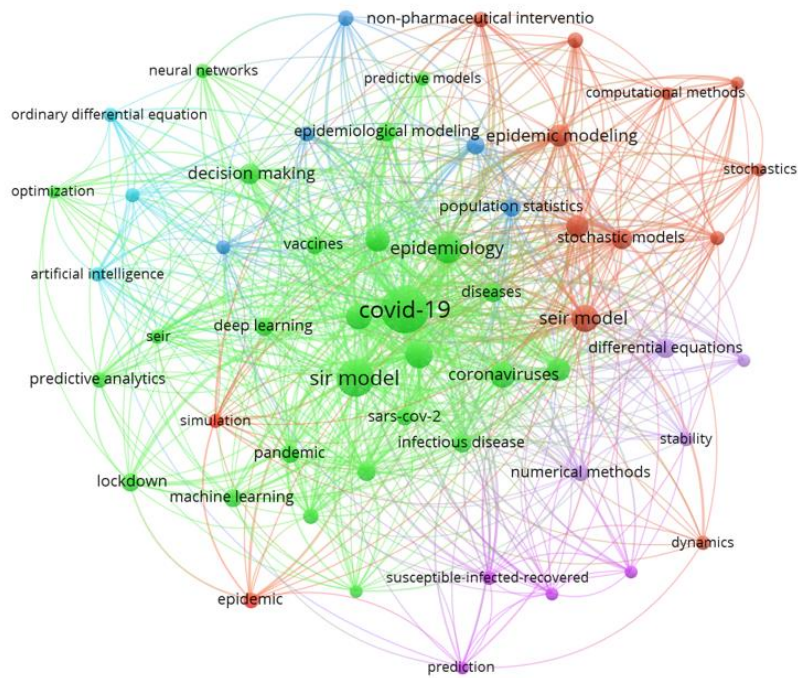 non-pharmaceutical interventio
neural networks
predictive models
computational methods
ordinary differential equation
epidemiological modeling
epidemic modeling
decision making
stochastics
optimization
population statistics
vaccines
epidemiology
stochastic models
artificial intelligence
diseases
covid-19
deep learning
seir model
seir
differential equations
predictive analytics
sir model
coronaviruses
simulation
sars-cov-2
stability
infectious disease
pandemic
numerical methods
lockdown
machine learning
dynamics
susceptible-infected-recovered
epidemic
prediction